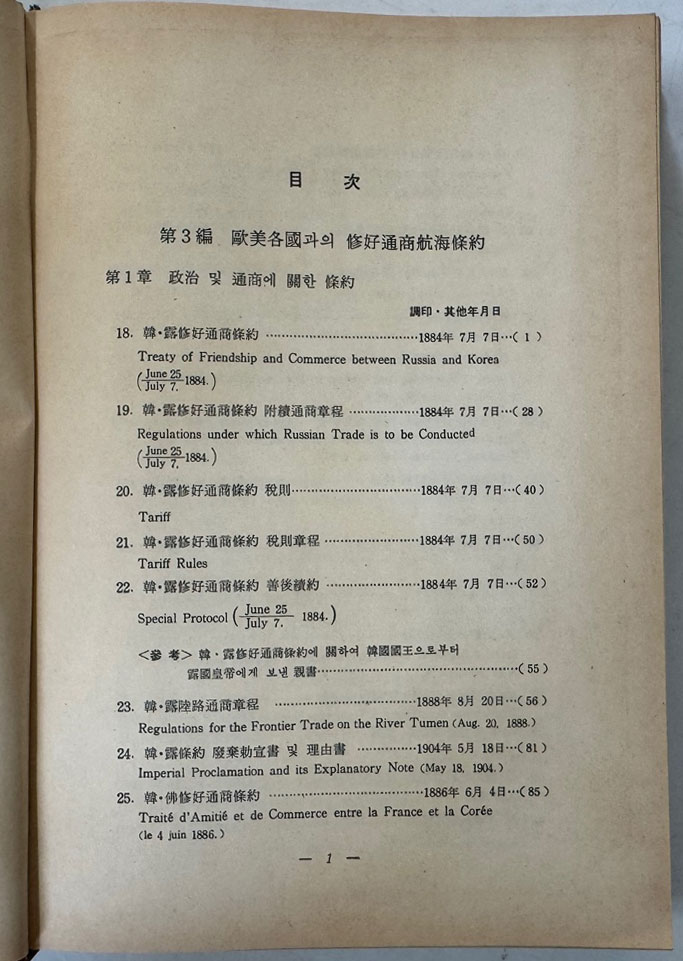 目 次
第3編 歐美各國과의 修好通商航海條約
第1章 政治 및 通商에 關한 條約
調印·其他年月日
18. 韓·露修好通商條約 ……………………………… 1884年 7月 7日…( 1 )
Treaty of Friendship and Commerce between Russia and Korea
(June 25/July 7. 1884.)
19. 韓·露修好通商條約 附續通商章程 ……………… 1884年 7月 7日…( 28 )
Regulations under which Russian Trade is to be Conducted
(June 25/July 7. 1884.)
20. 韓·露修好通商條約 稅則 ………………………… 1884年 7月 7日…( 40 )
Tariff
21. 韓·露修好通商條約 稅則章程 …………………… 1884年 7月 7日…( 50 )
Tariff Rules
22. 韓·露修好通商條約 善後續約 …………………… 1884年 7月 7日…( 52 )
Special Protocol (June 25/July 7. 1884.)
<參 考> 韓·露修好通商條約에 關하여 韓國國王으로부터
露國皇帝에게 보낸 親書 ………………………………………( 55 )
23. 韓·露陸路通商章程 ……………………………… 1888年 8月 20日…( 56 )
Regulations for the Frontier Trade on the River Tumen (Aug. 20, 1888.)
24. 韓·露條約 廢棄勅宣書 및 理由書 ……………… 1904年 5月 18日…( 81 )
Imperial Proclamation and its Explanatory Note (May 18, 1904.)
25. 韓·佛修好通商條約 ……………………………… 1886年 6月 4日…( 85 )
Traité d'Amitié et de Commerce entre la France et la Corée
(le 4 juin 1886.)
— 1 —